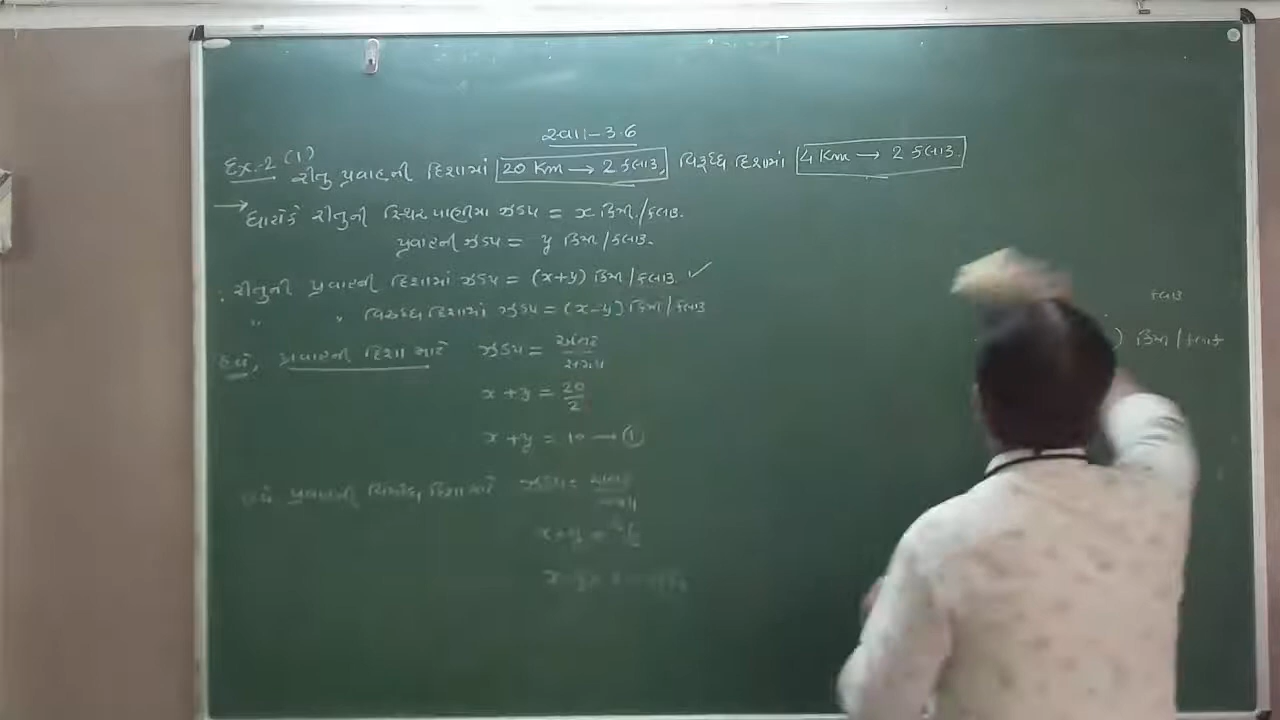 સ્વા-3.6
Ex.-2 (1) રીતુ પ્રવાહની દિશામાં 20 Km → 2 કલાક, વિરૂધ્ધ દિશામાં 4 Km → 2 કલાક.
→ ધારોકે રીતુની સ્થિર પાણીમાં ઝડપ = x કિમી/કલાક.
પ્રવાહની ઝડપ = y કિમી/કલાક.
રીતુની પ્રવાહની દિશામાં ઝડપ = (x+y) કિમી/કલાક ✓
" " વિરુધ્ધ દિશામાં ઝડપ = (x-y) કિમી/કલાક
હવે, પ્રવાહની દિશા માટે ઝડપ = અંતર/સમય
x + y = 20/2
x + y = 10 — ①
હવે પ્રવાહની દિશા માટે ઝડપ =
કલાક
) કિમી/કલાક